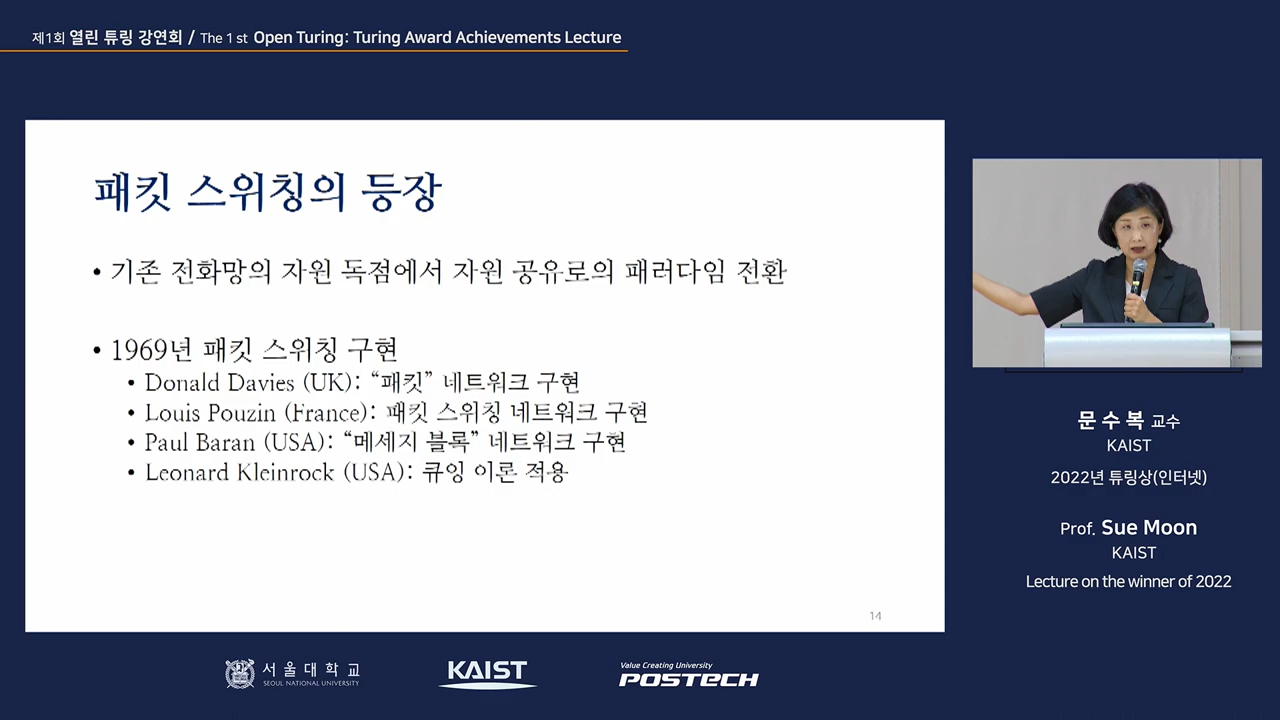 제1회 열린 튜링 강연회 / The 1 st Open Turing: Turing Award Achievements Lecture
패킷 스위칭의 등장
• 기존 전화망의 자원 독점에서 자원 공유로의 패러다임 전환
• 1969년 패킷 스위칭 구현
• Donald Davies (UK): “패킷” 네트워크 구현
• Louis Pouzin (France): 패킷 스위칭 네트워크 구현
• Paul Baran (USA): “메세지 블록” 네트워크 구현
• Leonard Kleinrock (USA): 큐잉 이론 적용
14
문 수 복 교수
KAIST
2022년 튜링상(인터넷)
Prof. Sue Moon
KAIST
Lecture on the winner of 2022
서울대학교
SEOUL NATIONAL UNIVERSITY
KAIST
Value Creating University
POSTECH